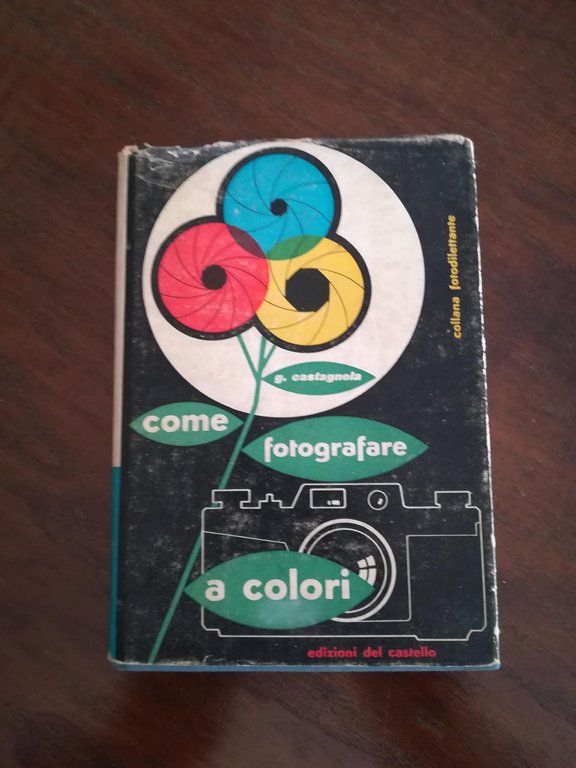 collana fotodilettante
g. castagnola
come
fotografare
a colori
edizioni del castello